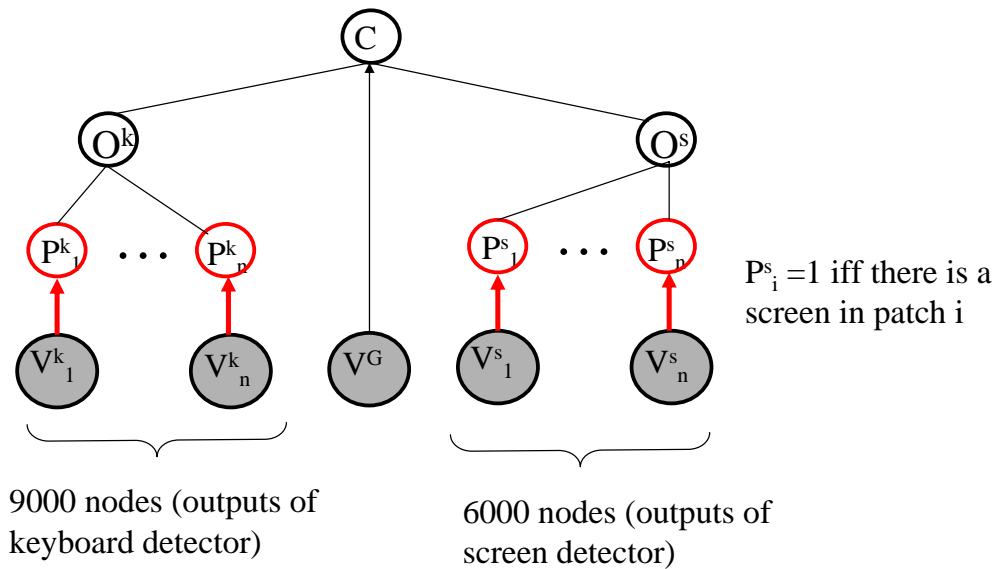 C
O^k
O^s
P^k_1 ... P^k_n
P^s_1 ... P^s_n
P^s_i =1 iff there is a
screen in patch i
V^k_1
V^k_n
V^G
V^s_1
V^s_n
9000 nodes (outputs of
keyboard detector)
6000 nodes (outputs of
screen detector)